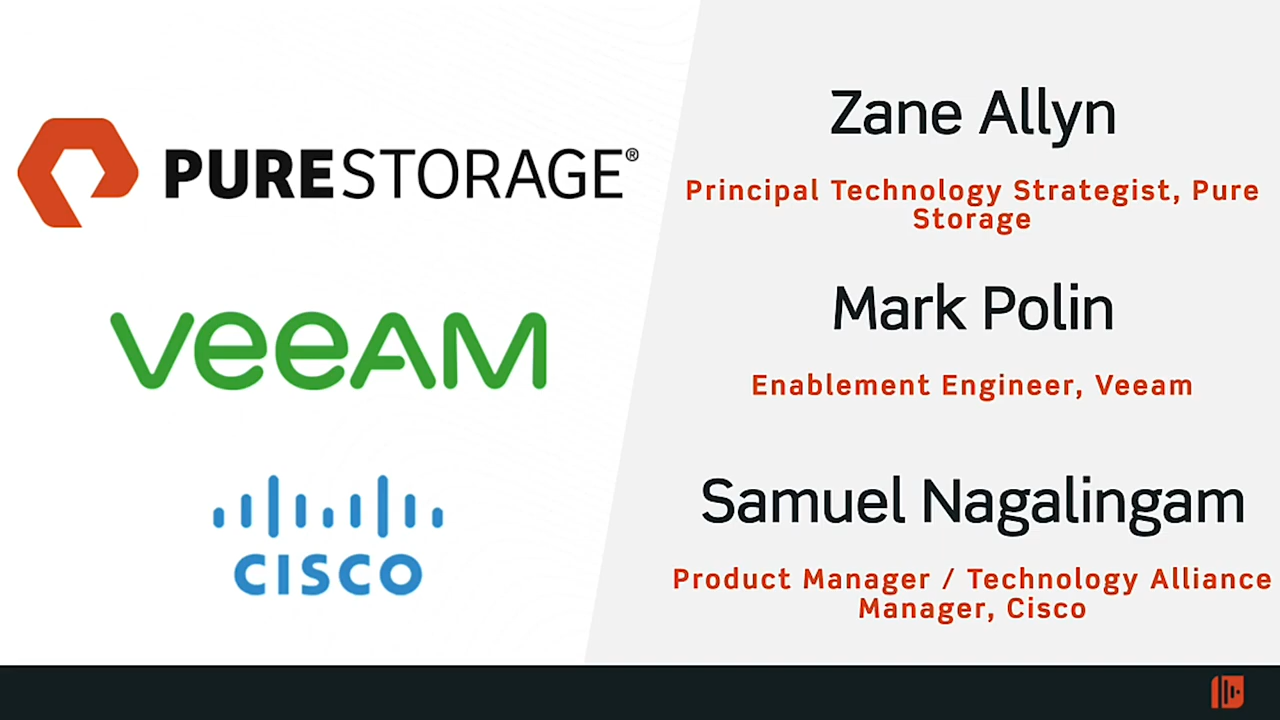 PURESTORAGE®
VEEAM
CISCO
Zane Allyn
Principal Technology Strategist, Pure
Storage
Mark Polin
Enablement Engineer, Veeam
Samuel Nagalingam
Product Manager / Technology Alliance
Manager, Cisco